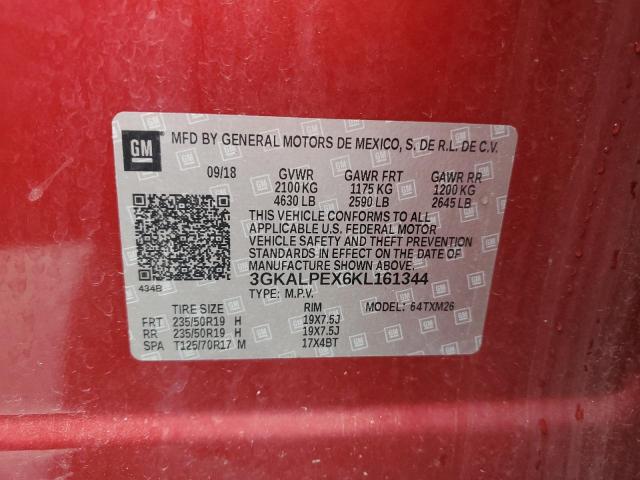 GM MFD BY GENERAL MOTORS DE MEXICO, S. DE R.L. DE C.V.
09/18 GVWR GAWR FRT GAWR RR
2100 KG 1175 KG 1200 KG
4630 LB 2590 LB 2645 LB
THIS VEHICLE CONFORMS TO ALL
APPLICABLE U.S. FEDERAL MOTOR
VEHICLE SAFETY AND THEFT PREVENTION
STANDARDS IN EFFECT ON THE DATE OF
MANUFACTURE SHOWN ABOVE.
434B 3GKALPEX6KL161344
TYPE: M.P.V. MODEL: 64TXM26
TIRE SIZE RIM
FRT 235/50R19 H 19X7.5J
RR 235/50R19 H 19X7.5J
SPA T125/70R17 M 17X4BT